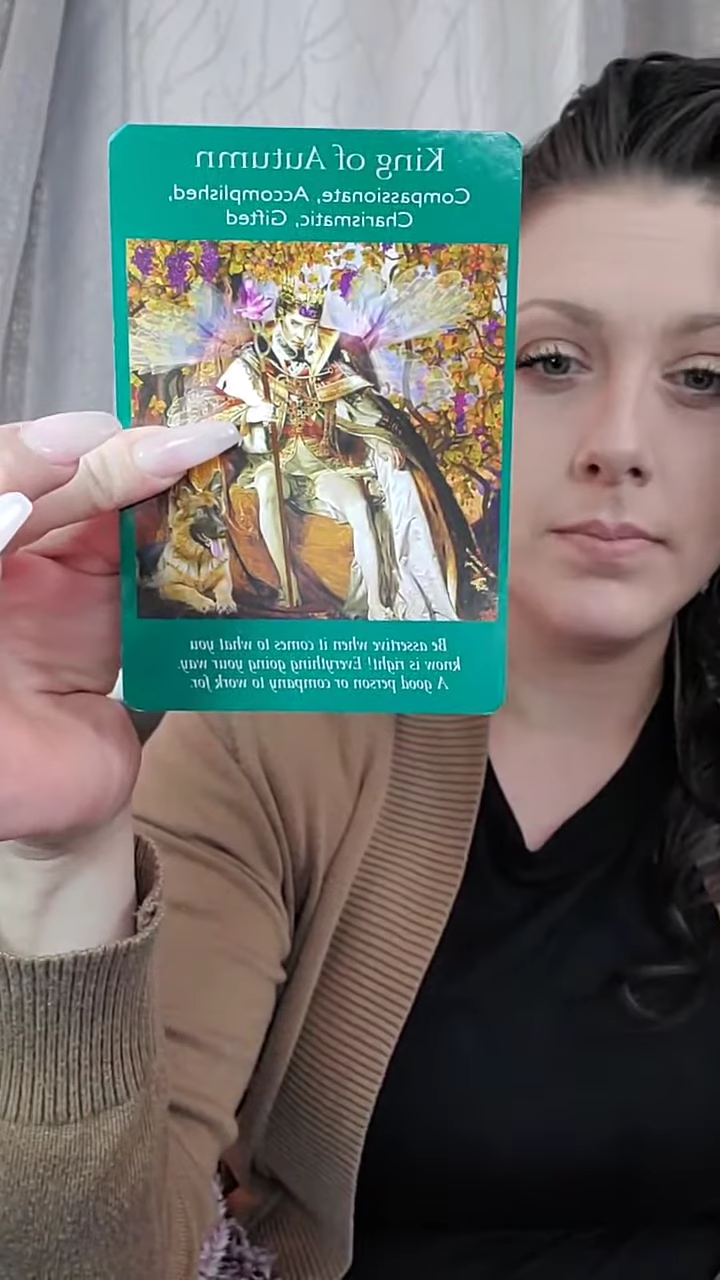 King of Autumn
Compassionate, Accomplished,
Charismatic, Gifted
Be assertive when it comes to what you
know is right! Everything going your way.
A good person or company to work for.